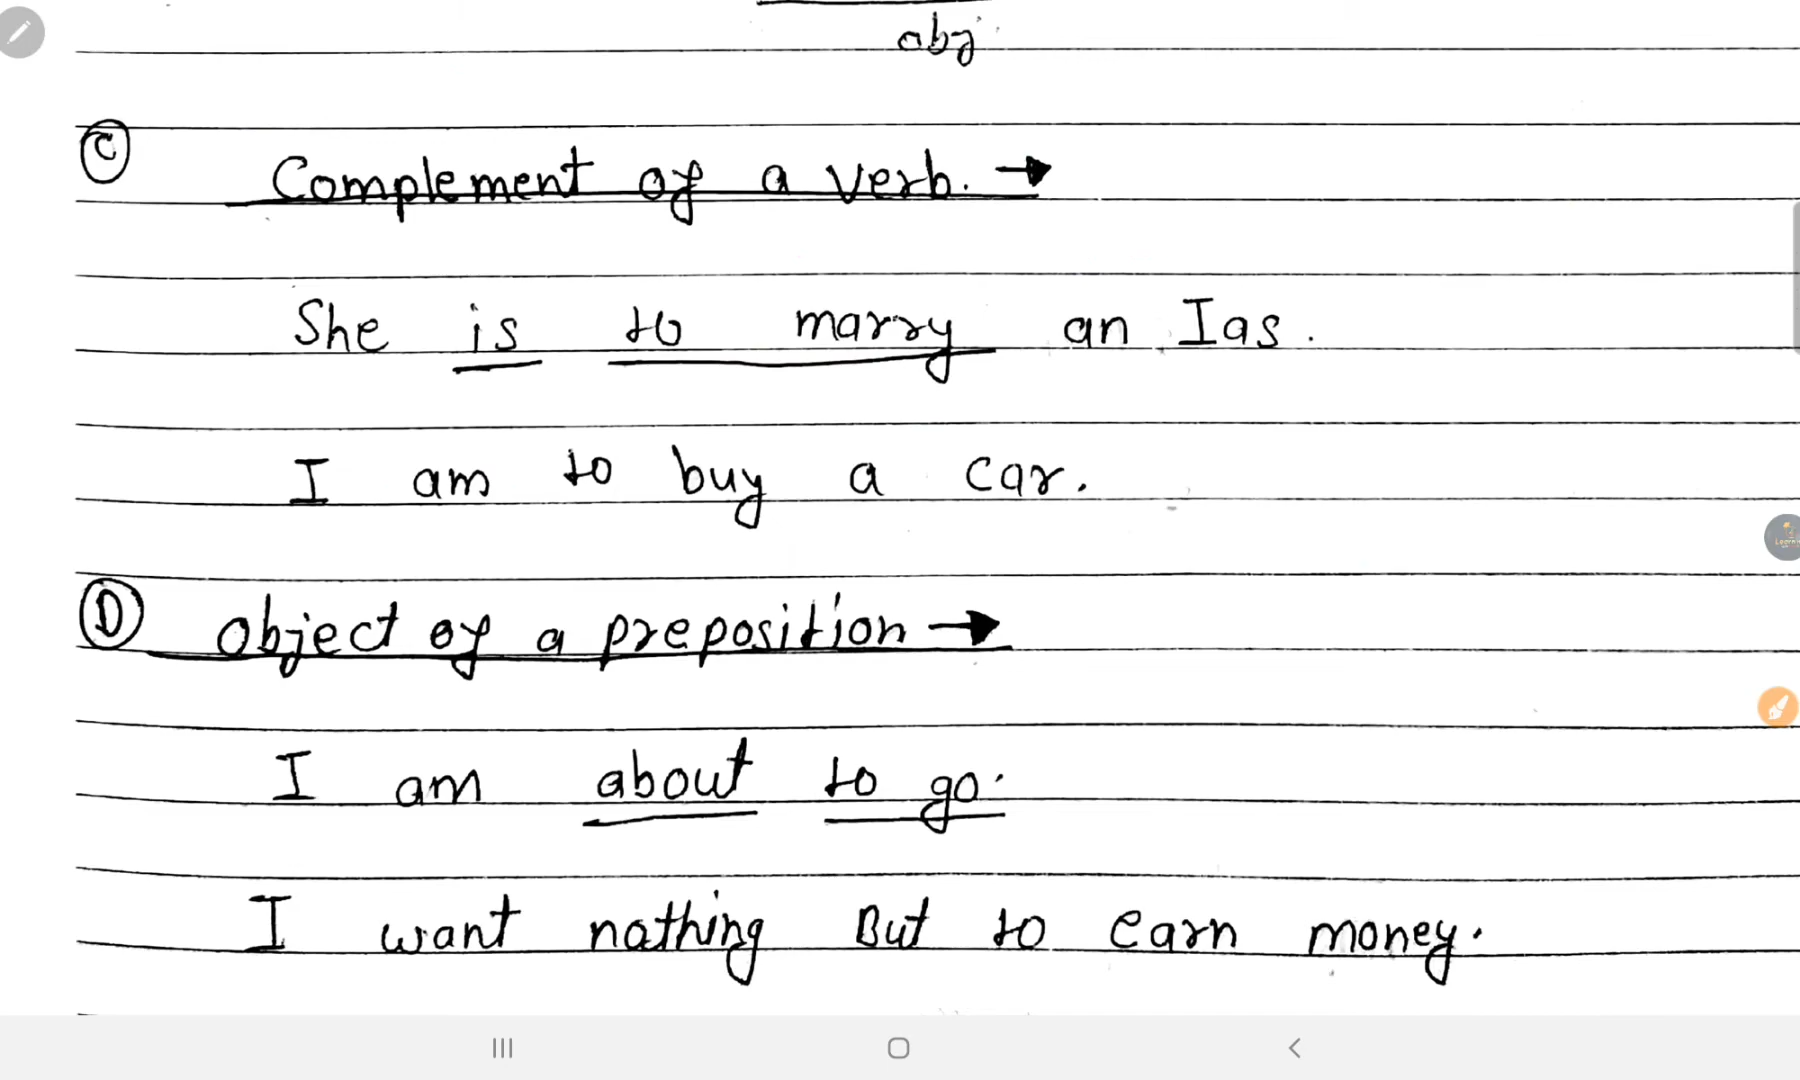 obj
C Complement of a verb. →
She is to marry an Ias.
I am to buy a car.
D object of a preposition →
I am about to go.
I want nathing But to earn money.